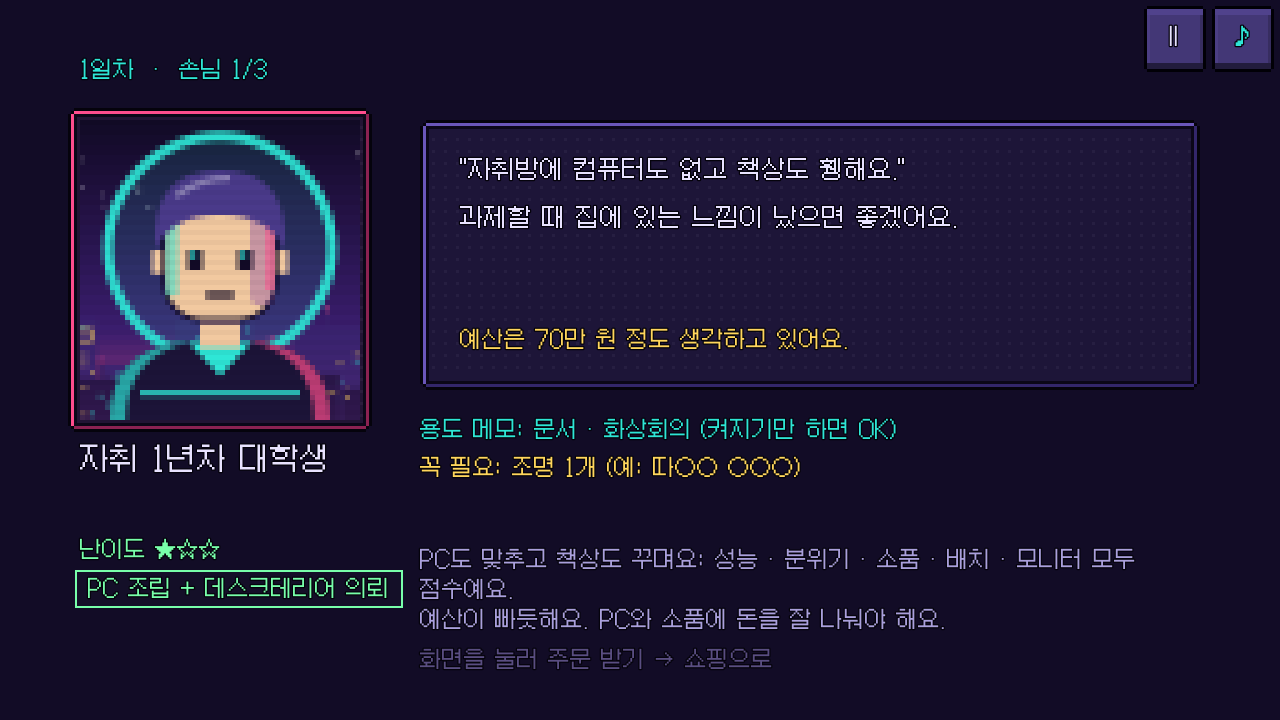 1일차 · 손님 1/3
"자취방에 컴퓨터도 없고 책상도 휑해요."
과제할 때 집에 있는 느낌이 났으면 좋겠어요.
예산은 70만 원 정도 생각하고 있어요.
자취 1년차 대학생
용도 메모: 문서 · 화상회의 (켜지기만 하면 OK)
꼭 필요: 조명 1개 (예: 따○○ ○○○)
난이도 ★☆☆
PC 조립 + 데스크테리어 의뢰
PC도 맞추고 책상도 꾸며요: 성능 · 분위기 · 소품 · 배치 · 모니터 모두
점수예요.
예산이 빠듯해요. PC와 소품에 돈을 잘 나눠야 해요.
화면을 눌러 주문 받기 → 쇼핑으로